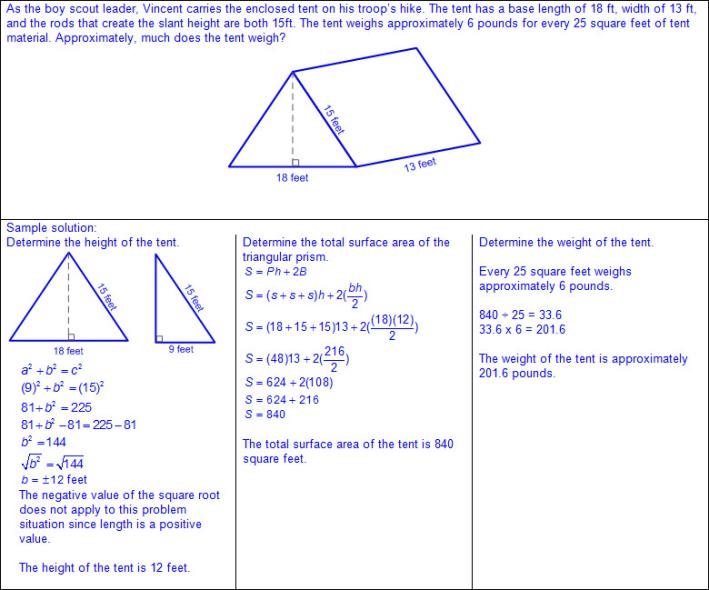 As the boy scout leader, Vincent carries the enclosed tent on his troop's hike. The tent has a base length of 18 ft, width of 13 ft,
and the rods that create the slant height are both 15ft. The tent weighs approximately 6 pounds for every 25 square feet of tent
material. Approximately, much does the tent weigh?
15 feet
18 feet
13 feet
Sample solution:
Determine the height of the tent.
15 feet
15 feet
18 feet
9 feet
a² + b² = c²
(9)² + b² = (15)²
81 + b² = 225
81 + b² − 81 = 225 − 81
b² = 144
√b² = √144
b = ±12 feet
The negative value of the square root
does not apply to this problem
situation since length is a positive
value.
The height of the tent is 12 feet.
Determine the total surface area of the
triangular prism.
S = Ph + 2B
S = (s + s + s)h + 2(bh/2)
S = (18 + 15 + 15)13 + 2((18)(12)/2)
S = (48)13 + 2(216/2)
S = 624 + 2(108)
S = 624 + 216
S = 840
The total surface area of the tent is 840
square feet.
Determine the weight of the tent.
Every 25 square feet weighs
approximately 6 pounds.
840 ÷ 25 = 33.6
33.6 x 6 = 201.6
The weight of the tent is approximately
201.6 pounds.